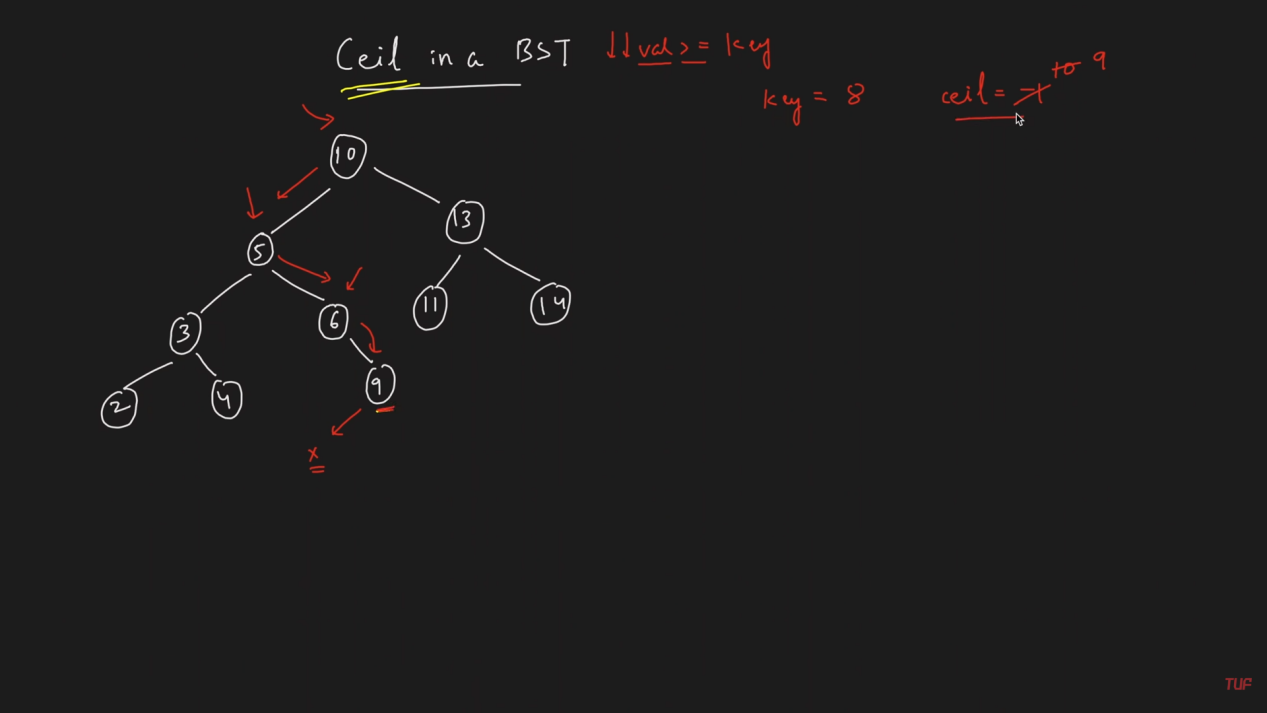 Ceil in a BST ↓↓ val >= key
key = 8 ceil = -1 10 9
10
13
5
11
14
3
6
2
4
9
x
TUF